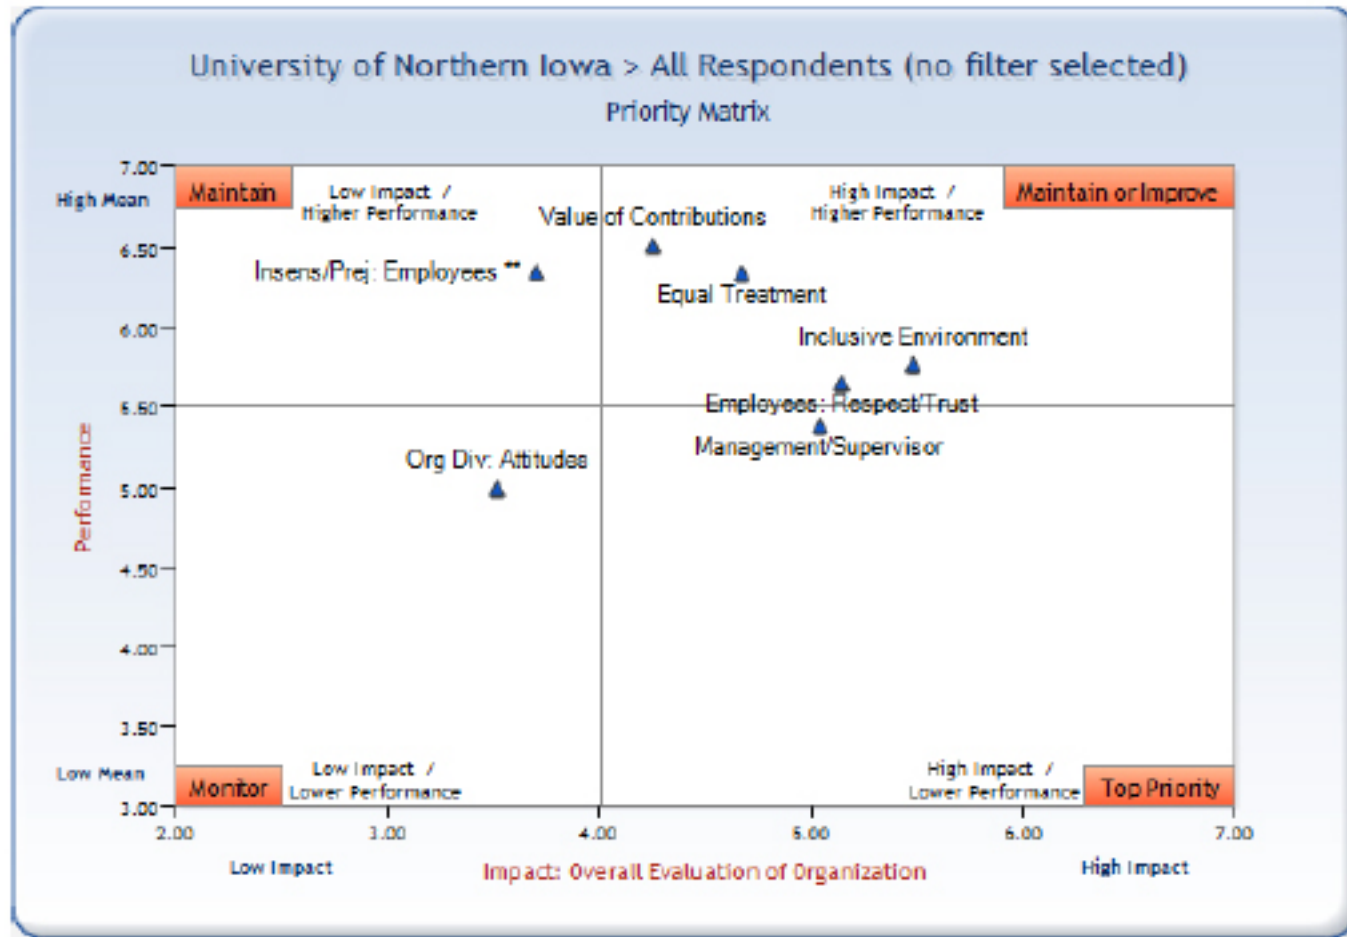 University of Northern Iowa > All Respondents (no filter selected)
Priority Matrix
7.00
High Mean
Maintain
Low Impact /
Higher Performance
High Impact /
Higher Performance
Maintain or Improve
Value of Contributions
6.50
Insens/Prej: Employees **
Equal Treatment
6.00
Inclusive Environment
5.50
Employees: Respect/Trust
Management/Supervisor
Org Div: Attitudes
5.00
Performance
4.50
4.00
3.50
Low Mean
Monitor
Low Impact /
Lower Performance
High Impact /
Lower Performance
Top Priority
3.00
2.00 3.00 4.00 5.00 6.00 7.00
Low Impact
Impact: Overall Evaluation of Organization
High Impact